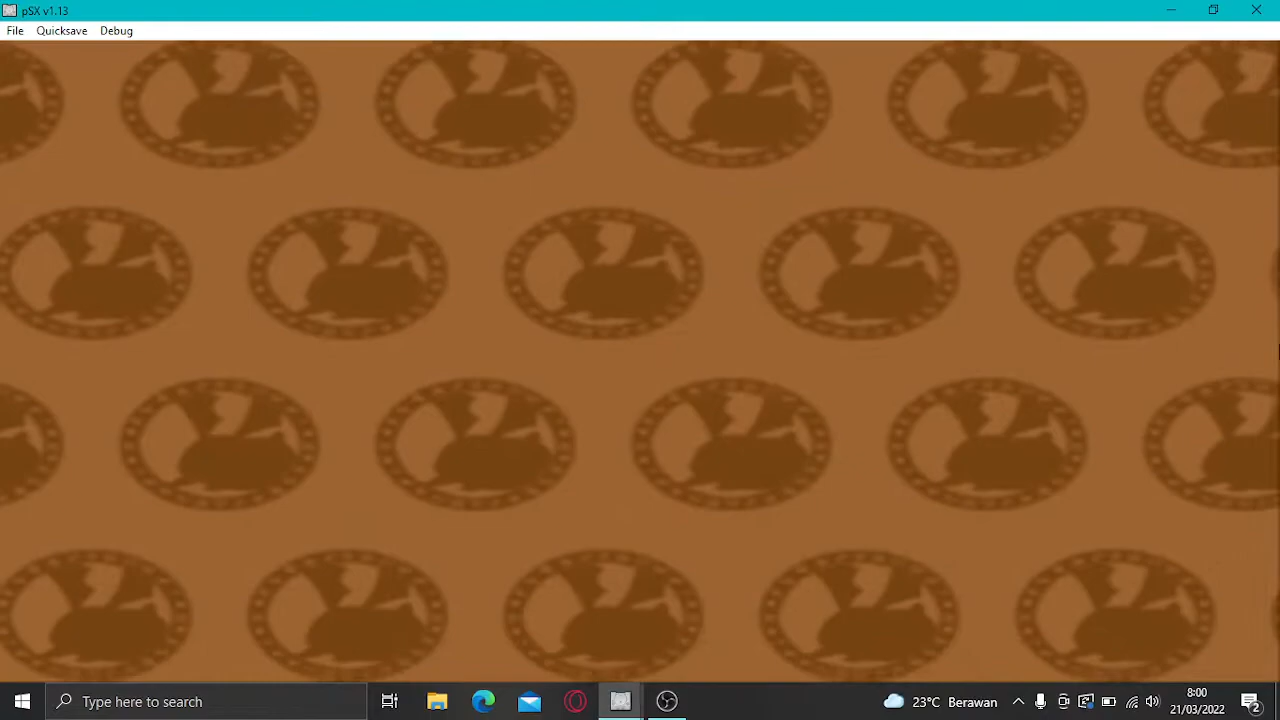 pSX v1.13
File Quicksave Debug
Type here to search
23°C Berawan
8:00
21/03/2022
2